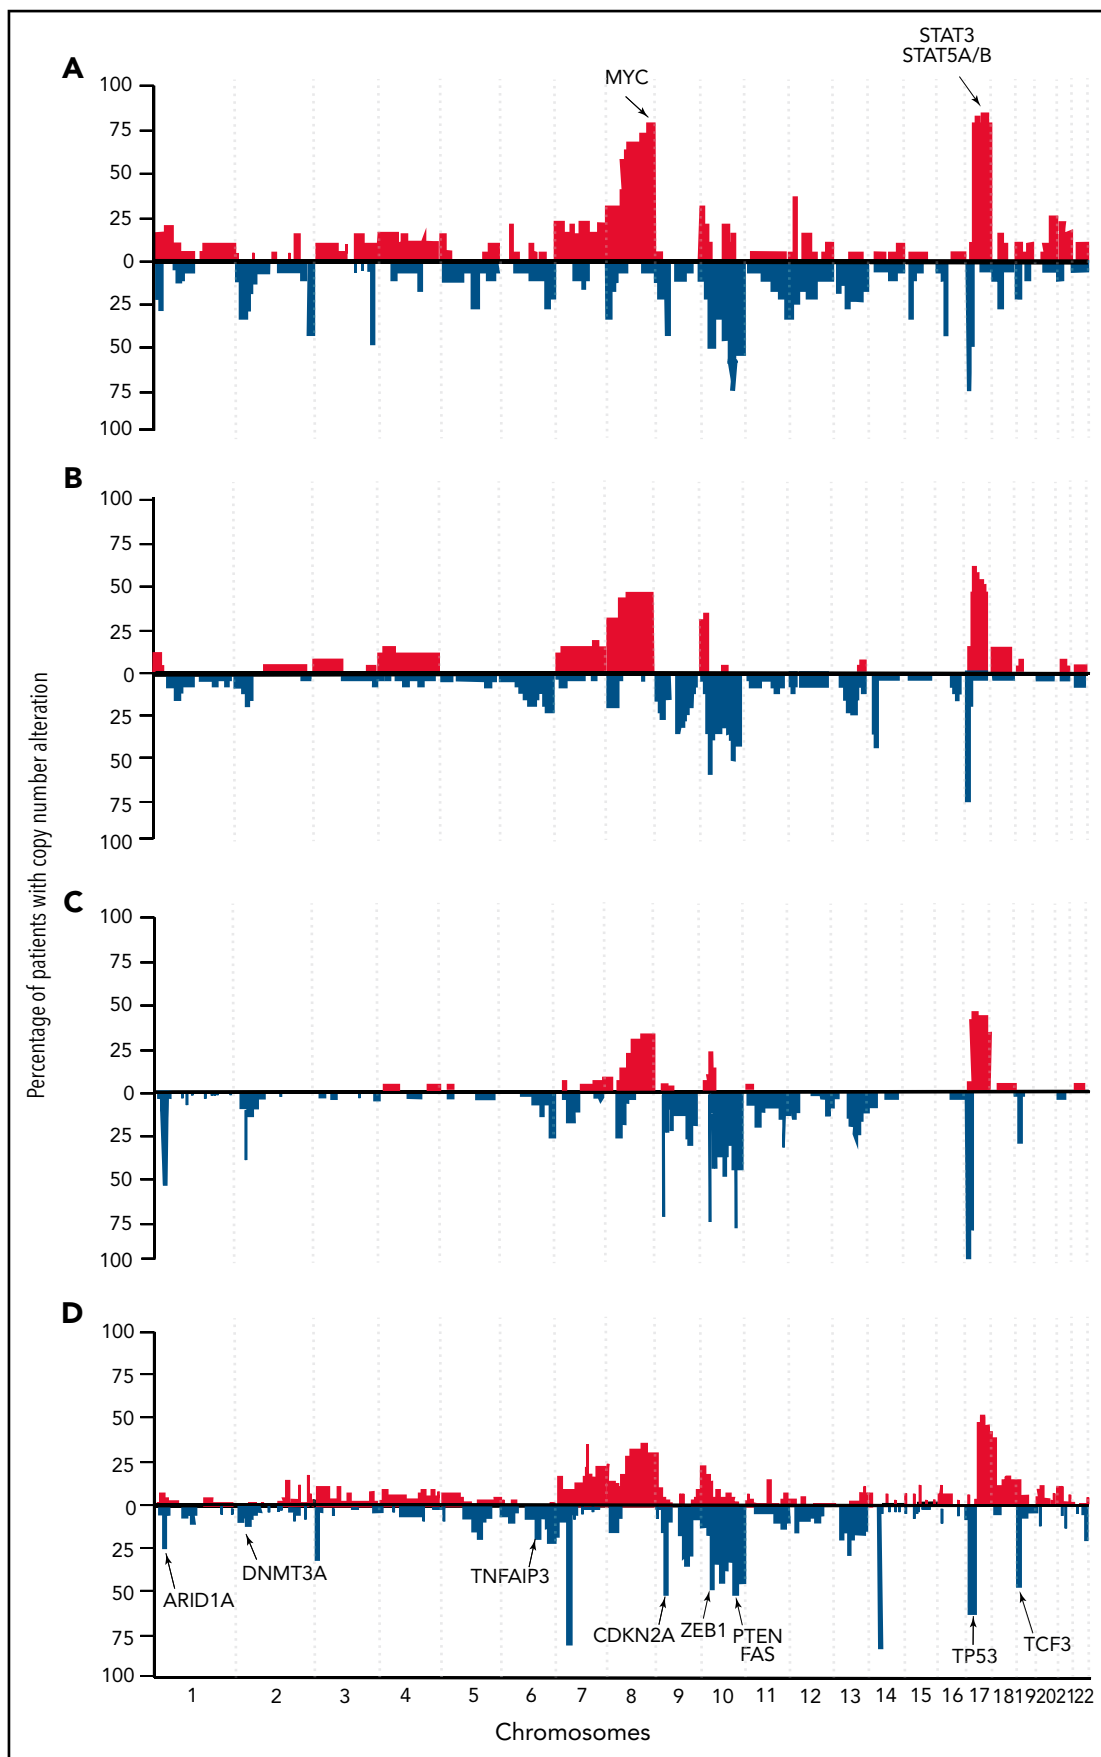 STAT3
STAT5A/B
A
MYC
100
75
50
25
0
25
50
75
100
B
100
75
50
25
0
25
50
75
100
Percentage of patients with copy number alteration
C
100
75
50
25
0
25
50
75
100
D
100
75
50
25
0
25
50
75
100
ARID1A
DNMT3A
TNFAIP3
CDKN2A
ZEB1
PTEN
FAS
TP53
TCF3
1 2 3 4 5 6 7 8 9 10 11 12 13 14 15 16 17 18 19 20 21 22
Chromosomes